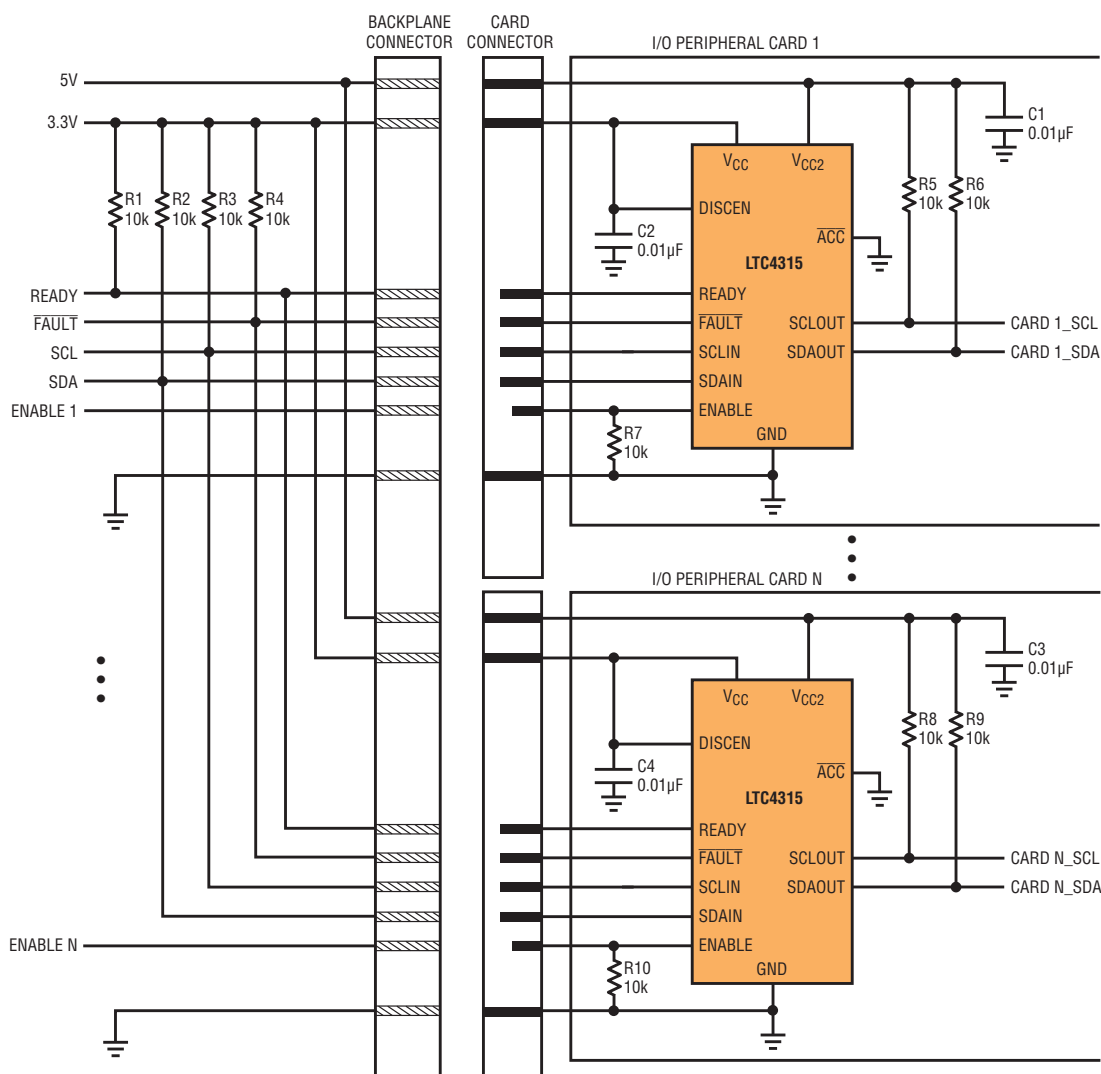 BACKPLANE
CONNECTOR
CARD
CONNECTOR
I/O PERIPHERAL CARD 1
5V
3.3V
R1
10k
R2
10k
R3
10k
R4
10k
READY
FAULT
SCL
SDA
ENABLE 1
C1
0.01µF
VCC
VCC2
DISCEN
C2
0.01µF
ACC
LTC4315
READY
FAULT
SCLIN
SDAIN
ENABLE
GND
SCLOUT
SDAOUT
R5
10k
R6
10k
CARD 1_SCL
CARD 1_SDA
R7
10k
I/O PERIPHERAL CARD N
C3
0.01µF
VCC
VCC2
DISCEN
C4
0.01µF
ACC
LTC4315
READY
FAULT
SCLIN
SDAIN
ENABLE
GND
SCLOUT
SDAOUT
R8
10k
R9
10k
CARD N_SCL
CARD N_SDA
ENABLE N
R10
10k